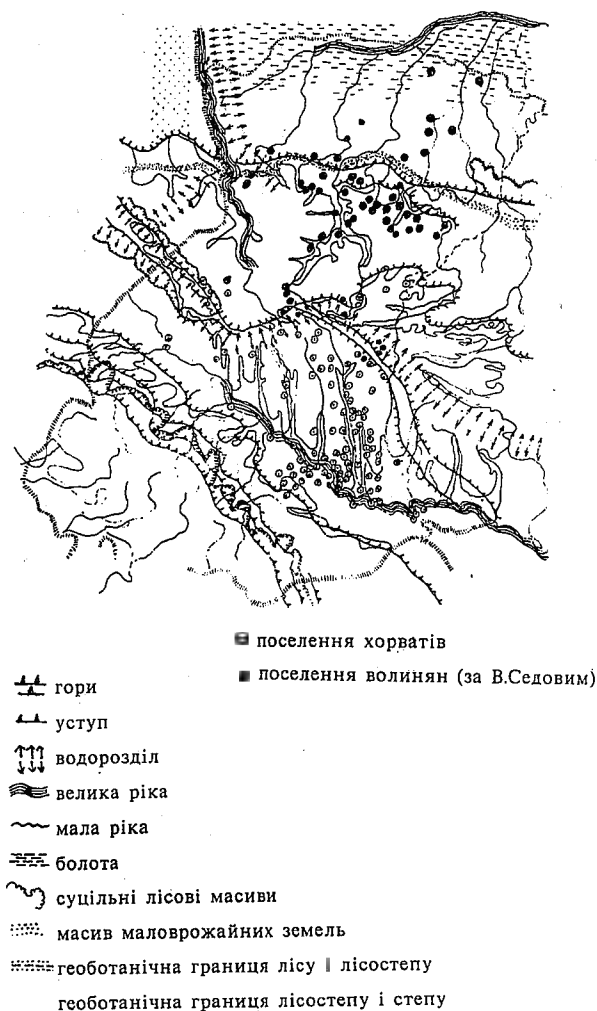 поселення хорватів
поселення волинян (за В.Седовим)
гори
уступ
водорозділ
велика ріка
мала ріка
болота
суцільні лісові масиви
масив маловрожайних земель
геоботанічна границя лісу і лісостепу
геоботанічна границя лісостепу і степу